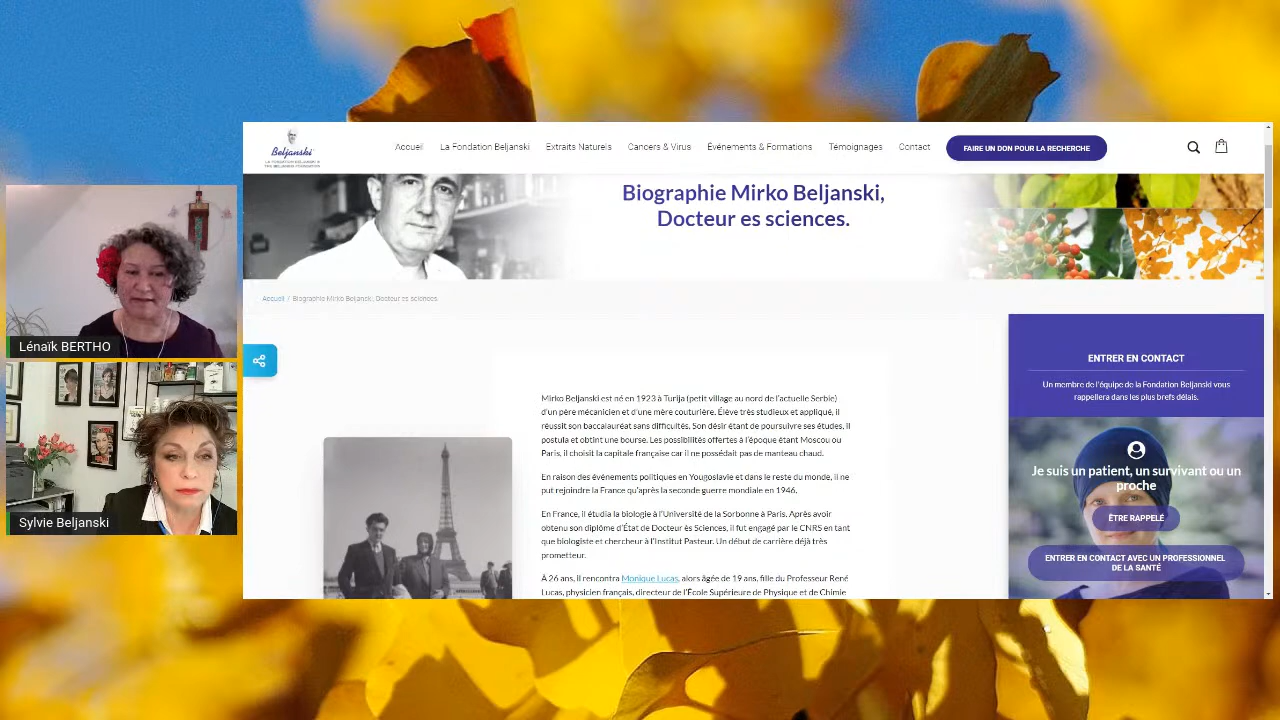 Beljanski
Accueil
La Fondation Beljanski
Extraits Naturels
Cancers & Virus
Événements & Formations
Témoignages
Contact
FAIRE UN DON POUR LA RECHERCHE
Biographie Mirko Beljanski,
Docteur es sciences.
Accueil / Biographie Mirko Beljanski, Docteur es sciences.
Lénaïk BERTHO
Sylvie Beljanski
Mirko Beljanski est né en 1923 à Turija (petit village au nord de l'actuelle Serbie)
d'un père mécanicien et d'une mère couturière. Élève très studieux et appliqué, il
réussit son baccalauréat sans difficultés. Son désir étant de poursuivre ses études, il
postula et obtint une bourse. Les possibilités offertes à l'époque étant Moscou ou
Paris, il choisit la capitale française car il ne possédait pas de manteau chaud.
En raison des événements politiques en Yougoslavie et dans le reste du monde, il ne
put rejoindre la France qu'après la seconde guerre mondiale en 1946.
En France, il étudia la biologie à l'Université de la Sorbonne à Paris. Après avoir
obtenu son diplôme d'État de Docteur ès Sciences, il fut engagé par le CNRS en tant
que biologiste et chercheur à l'Institut Pasteur. Un début de carrière déjà très
prometteur.
À 26 ans, il rencontra Monique Lucas, alors âgée de 19 ans, fille du Professeur René
Lucas, physicien français, directeur de l'École Supérieure de Physique et de Chimie
ENTRER EN CONTACT
Un membre de l'équipe de la Fondation Beljanski vous
rappellera dans les plus brefs délais.
Je suis un patient, un survivant ou un
proche
ÊTRE RAPPELÉ
ENTRER EN CONTACT AVEC UN PROFESSIONNEL
DE LA SANTÉ